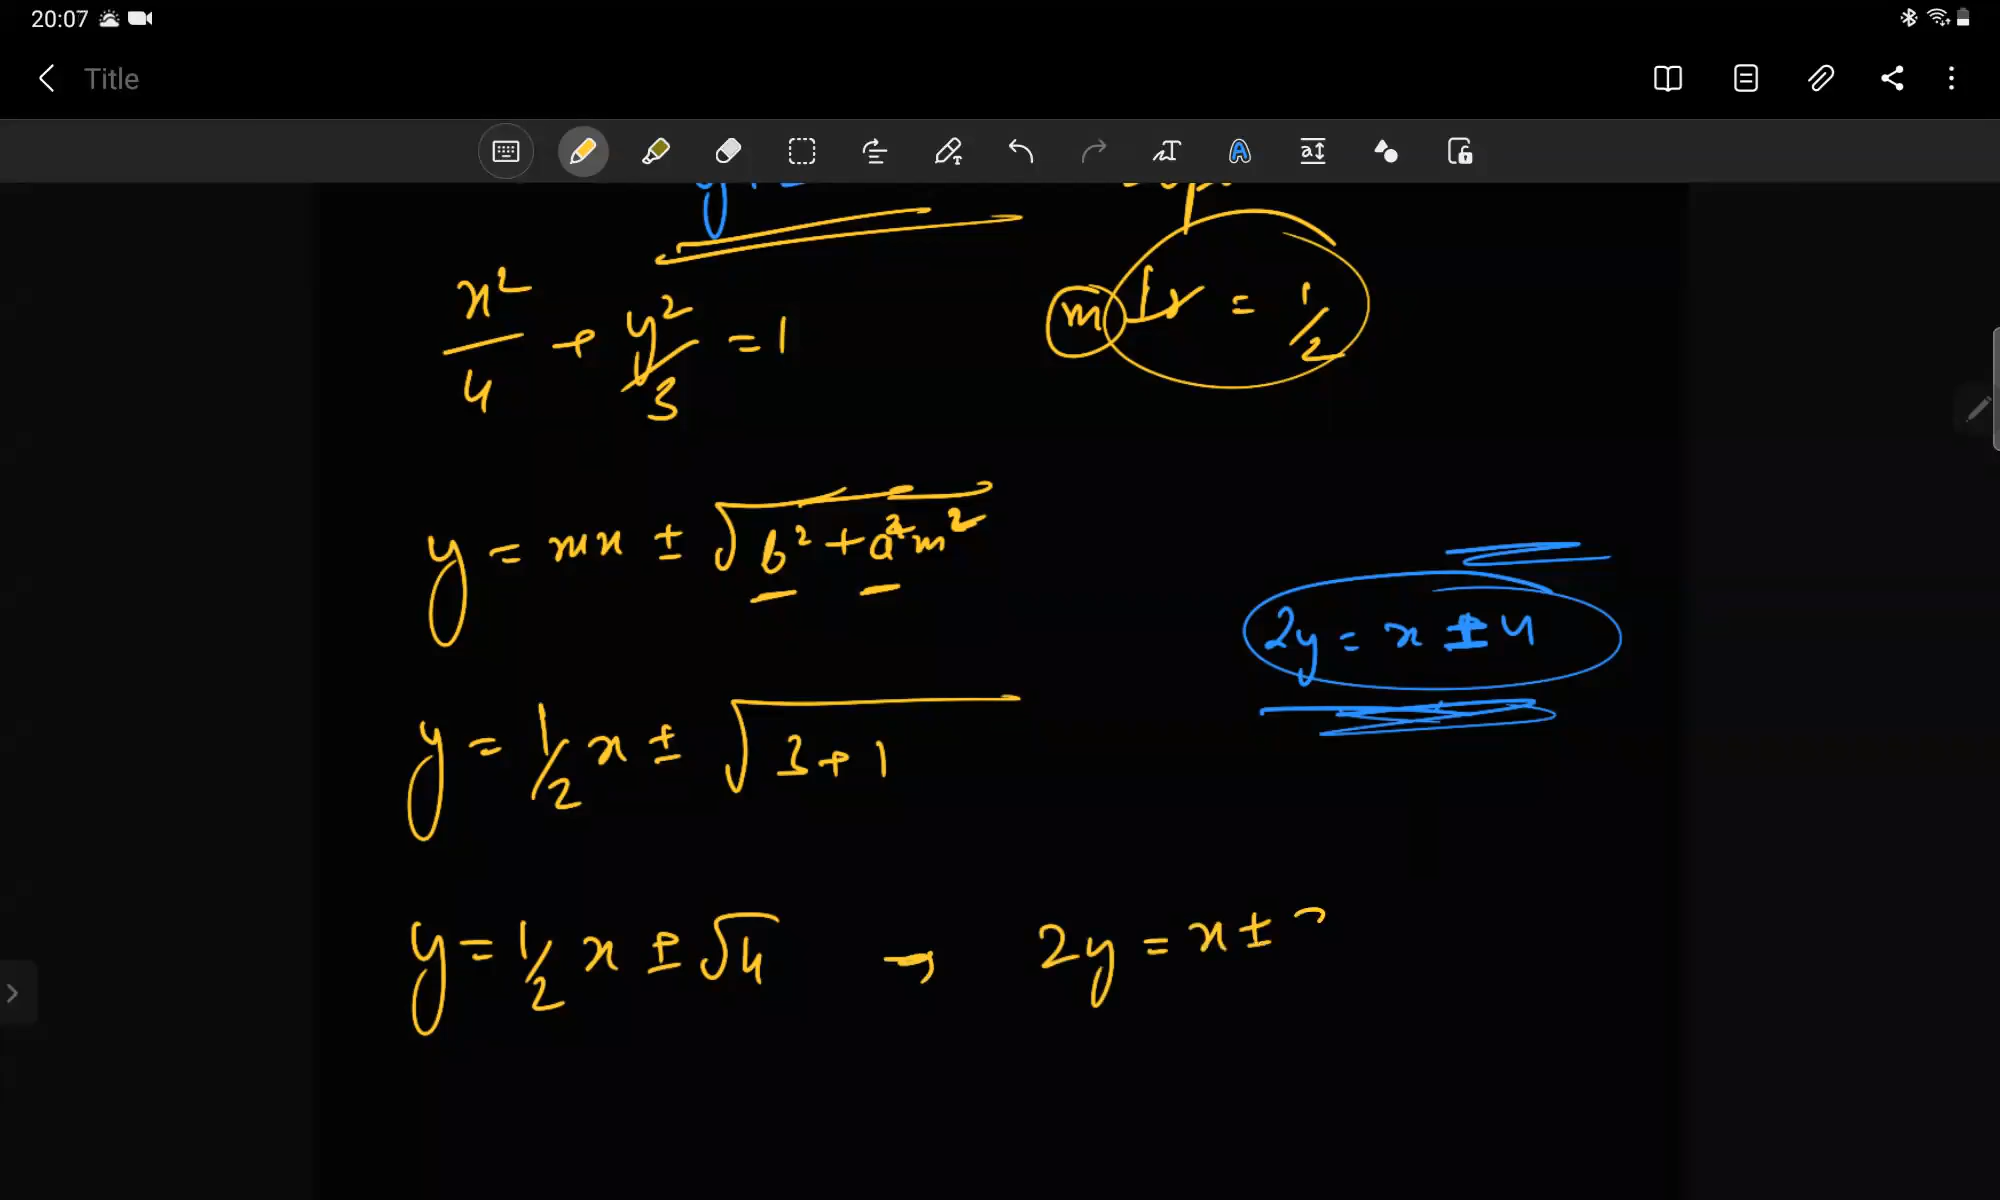 20:07
Title
x²/4 + y²/3 = 1
m = 1/2
y = mx ± √(b² + a²m²)
2y = x ± 4
y = 1/2 x ± √(3+1)
y = 1/2 x ± √4 → 2y = x ±